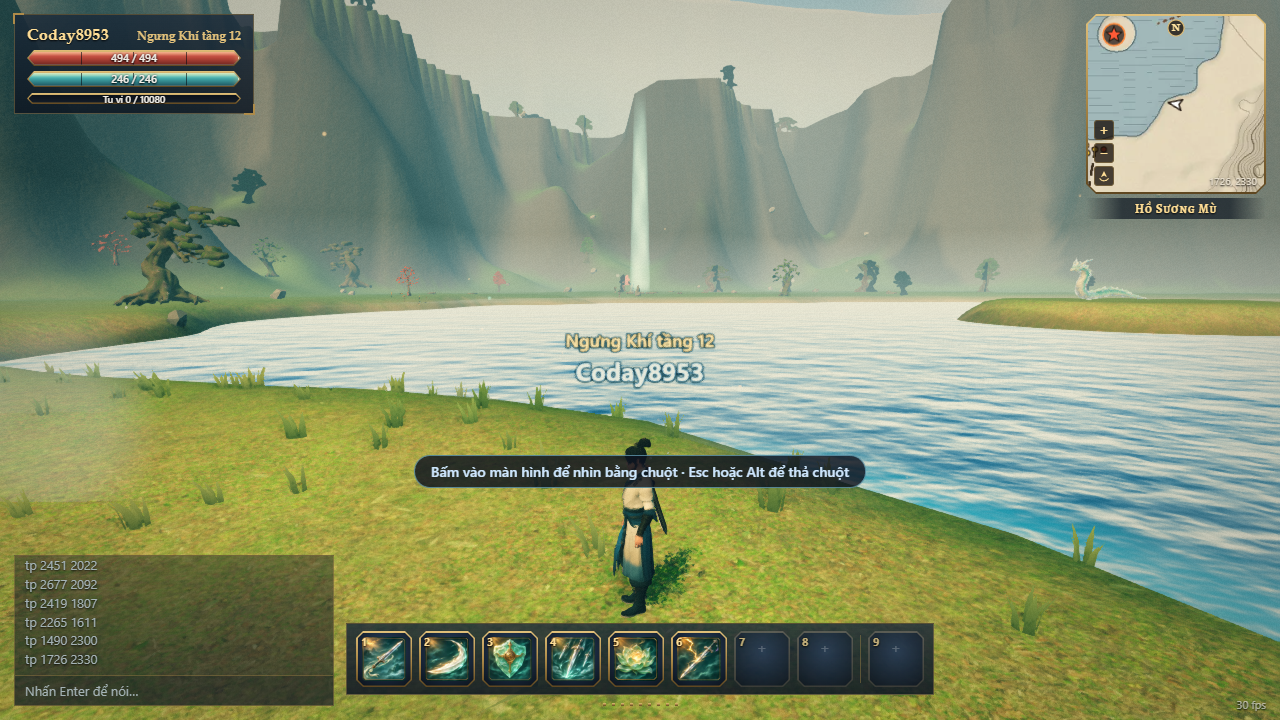 Coday8953
Ngưng Khí tầng 12
494 / 494
246 / 246
Tu vi 0 / 10080
N
+
−
1726, 2330
Hồ Sương Mù
Ngưng Khí tầng 12
Coday8953
Bấm vào màn hình để nhìn bằng chuột · Esc hoặc Alt để thả chuột
tp 2451 2022
tp 2677 2092
tp 2419 1807
tp 2265 1611
tp 1490 2300
tp 1726 2330
Nhấn Enter để nói...
1 2 3 4 5 6 7 + 8 + 9 +
30 fps